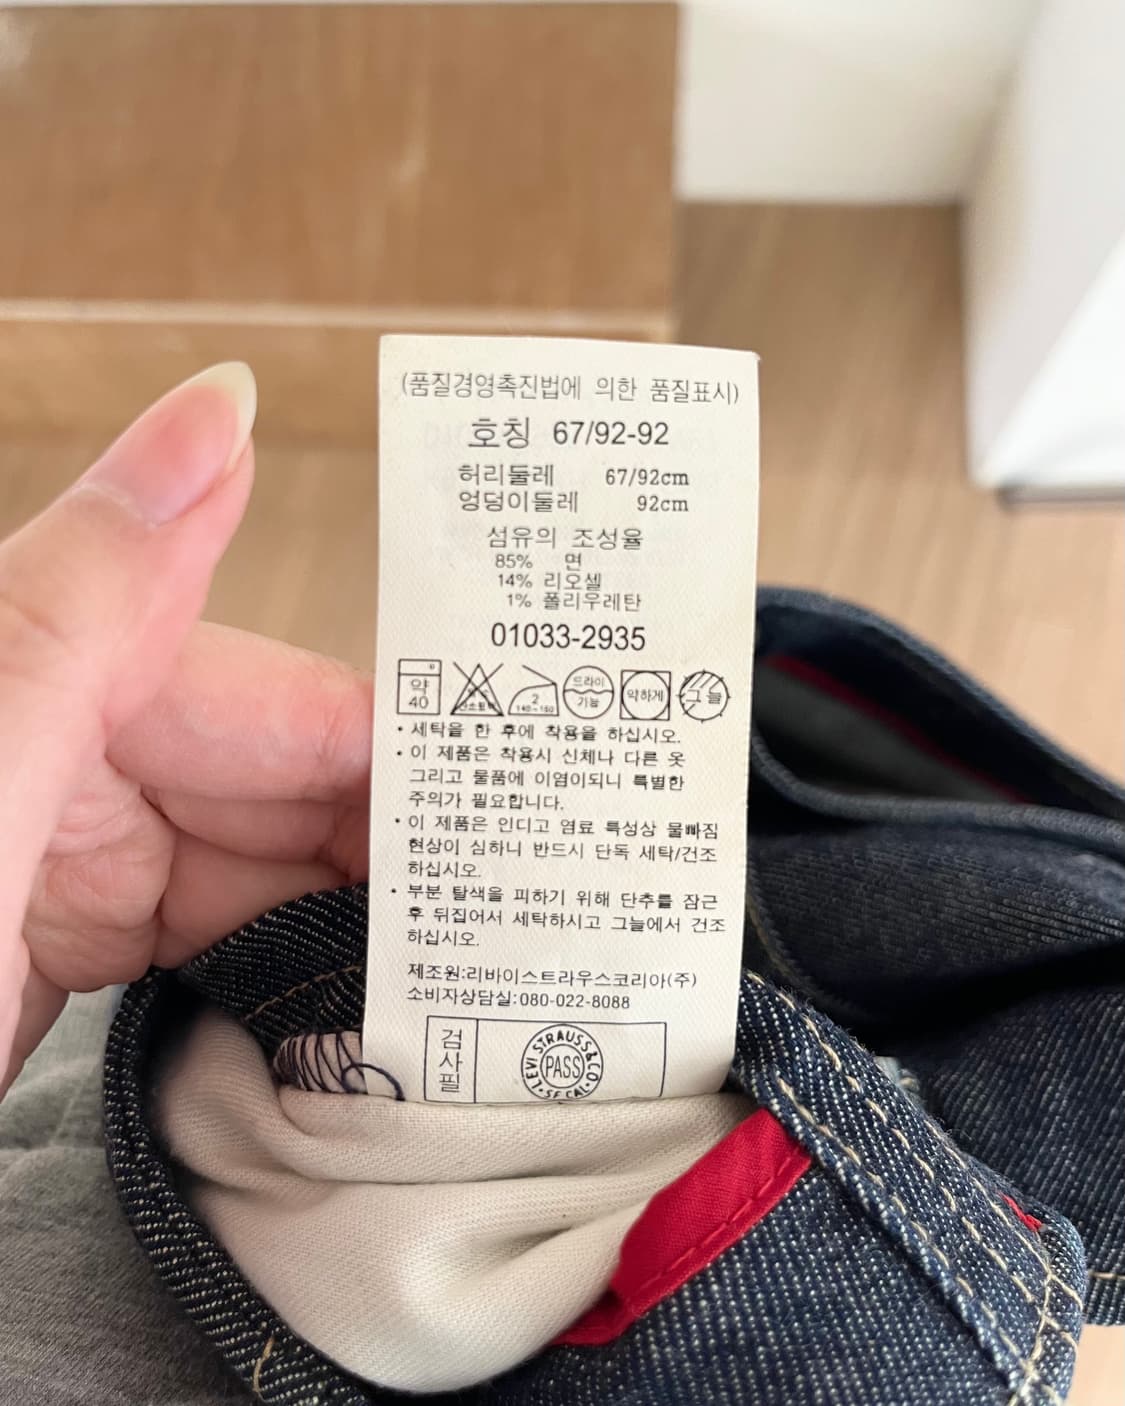 (품질경영촉진법에 의한 품질표시)
호칭 67/92-92
허리둘레 67/92cm
엉덩이둘레 92cm
섬유의 조성율
85% 면
14% 리오셀
1% 폴리우레탄
01033-2935
약 40
2 140~160
드라이 기능
약하게
그늘
• 세탁을 한 후에 착용을 하십시오.
• 이 제품은 착용시 신체나 다른 옷
그리고 물품에 이염이되니 특별한
주의가 필요합니다.
• 이 제품은 인디고 염료 특성상 물빠짐
현상이 심하니 반드시 단독 세탁/건조
하십시오.
• 부분 탈색을 피하기 위해 단추를 잠근
후 뒤집어서 세탁하시고 그늘에서 건조
하십시오.
제조원:리바이스트라우스코리아(주)
소비자상담실:080-022-8088
검사필
LEVI STRAUSS & CO.
PASS
SF CAL